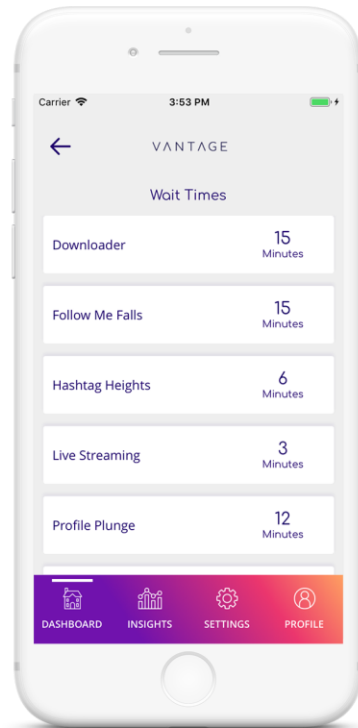 Carrier 3:53 PM
VANTAGE
Wait Times
Downloader 15 Minutes
Follow Me Falls 15 Minutes
Hashtag Heights 6 Minutes
Live Streaming 3 Minutes
Profile Plunge 12 Minutes
DASHBOARD INSIGHTS SETTINGS PROFILE